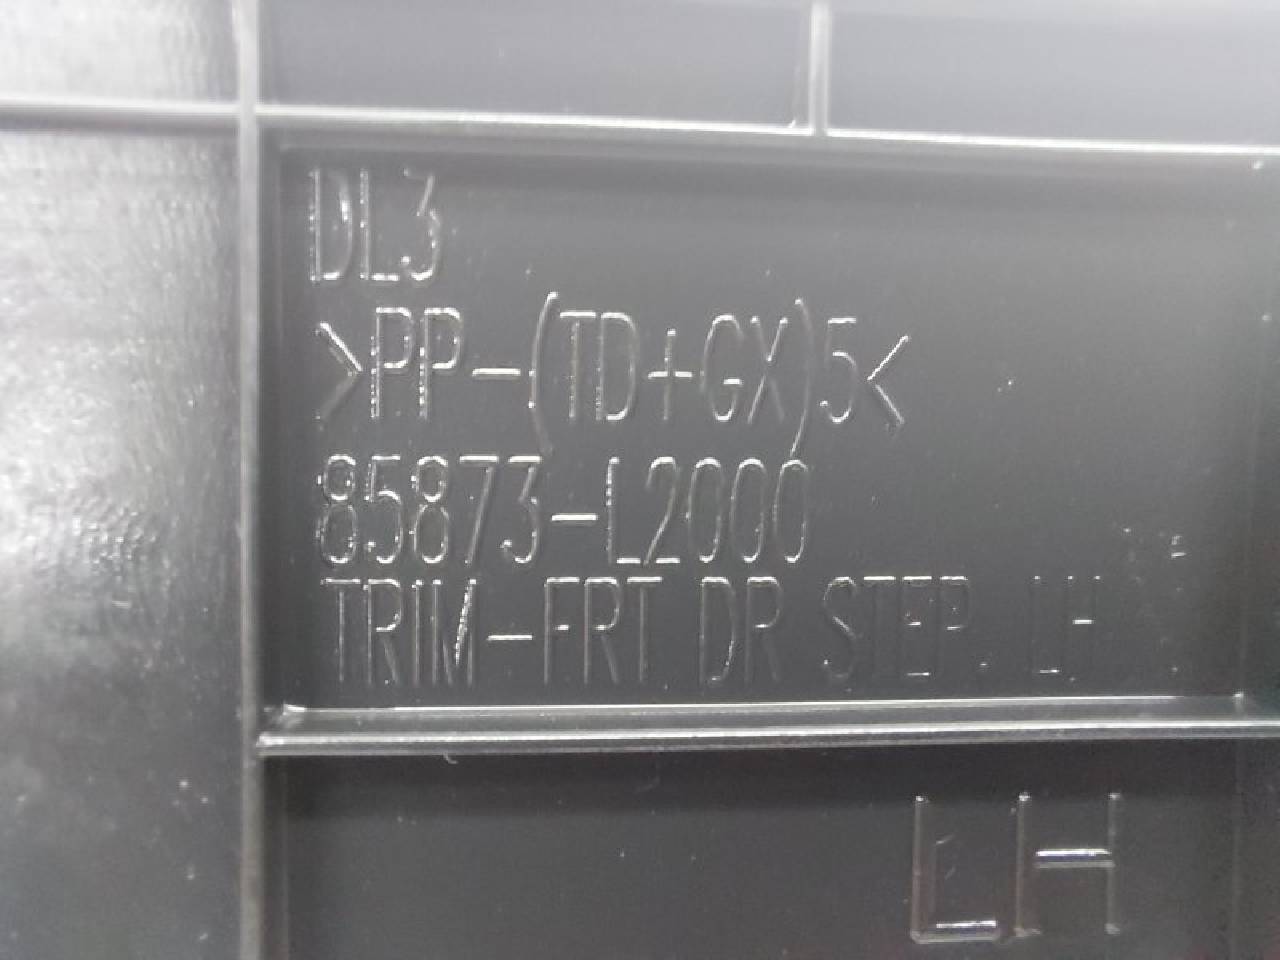 DL3
>PP-(TD+GX)5<
85873-L2000
TRIM-FRT DR STEP. LH
LH